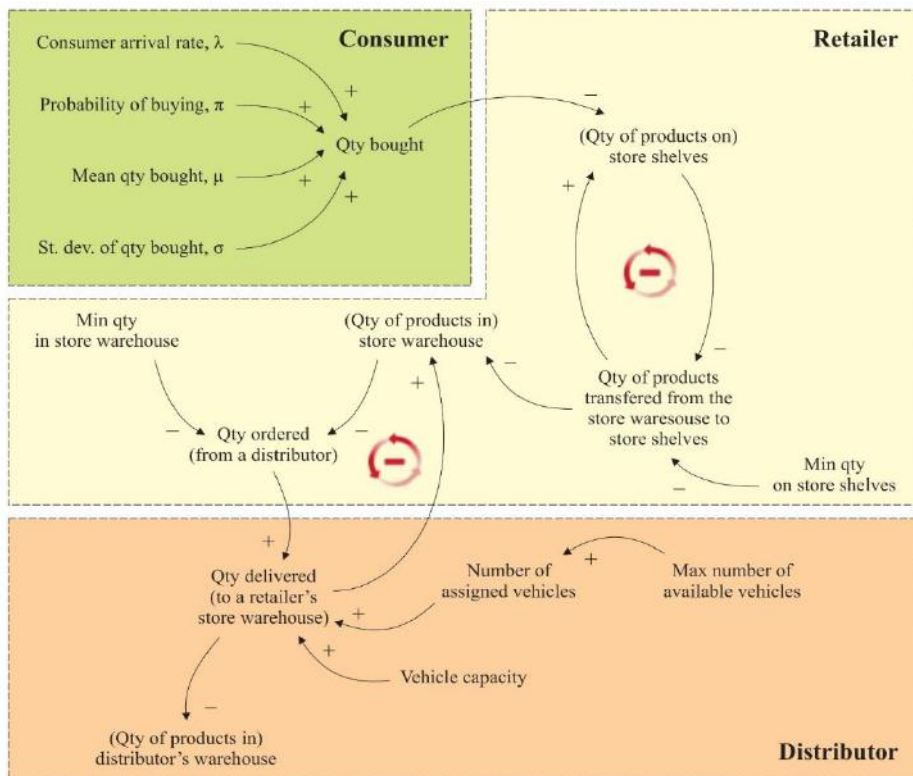 Consumer
Consumer arrival rate, λ
+
Probability of buying, π
+
Qty bought
Mean qty bought, μ
+
+
St. dev. of qty bought, σ
Retailer
−
(Qty of products on)
store shelves
+
−
−
Qty of products
transfered from the
store waresouse to
store shelves
Min qty
on store shelves
−
Min qty
in store warehouse
(Qty of products in)
store warehouse
−
+
−
−
Qty ordered
(from a distributor)
−
+
Qty delivered
(to a retailer's
store warehouse)
Number of
assigned vehicles
+
Max number of
available vehicles
+
+
Vehicle capacity
−
(Qty of products in)
distributor's warehouse
Distributor